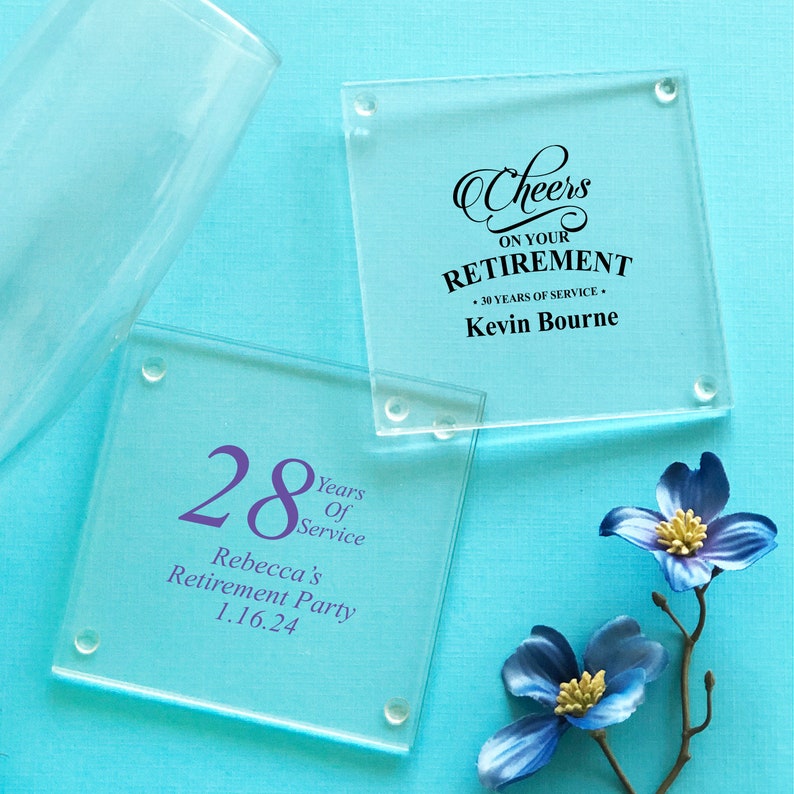 Cheers
ON YOUR
RETIREMENT
* 30 YEARS OF SERVICE *
Kevin Bourne
28 Years
Of
Service
Rebecca’s
Retirement Party
1.16.24